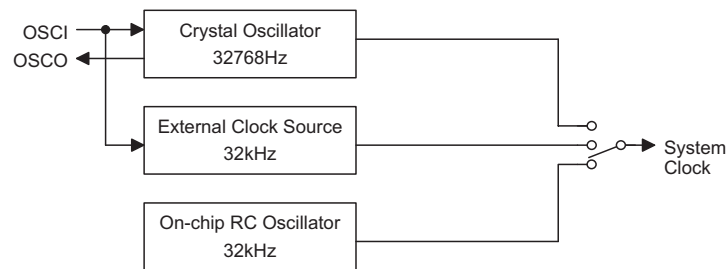 OSCI
OSCO
Crystal Oscillator
32768Hz
External Clock Source
32kHz
On-chip RC Oscillator
32kHz
System
Clock